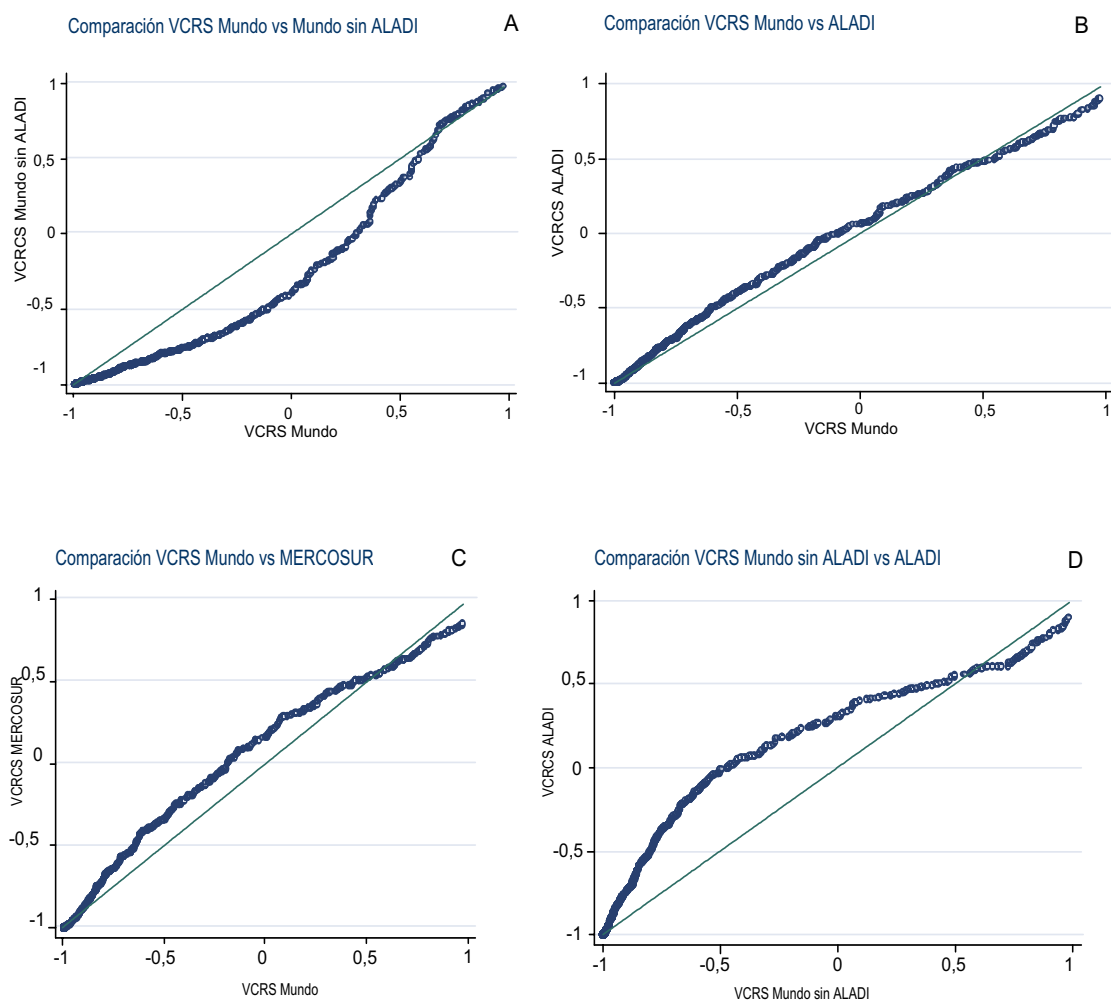 Comparación VCRS Mundo vs Mundo sin ALADI
A
VCRCS Mundo sin ALADI
1
0,5
0
-0,5
-1
-1
-0,5
0
0,5
1
VCRS Mundo
Comparación VCRS Mundo vs ALADI
B
VCRCS ALADI
1
0,5
0
-0,5
-1
-1
-0,5
0
0,5
1
VCRS Mundo
Comparación VCRS Mundo vs MERCOSUR
C
VCRCS MERCOSUR
1
0,5
0
-0,5
-1
-1
-0,5
0
0,5
1
VCRS Mundo
Comparación VCRS Mundo sin ALADI vs ALADI
D
VCRCS ALADI
1
0,5
0
-0,5
-1
-1
-0,5
0
0,5
1
VCRS Mundo sin ALADI